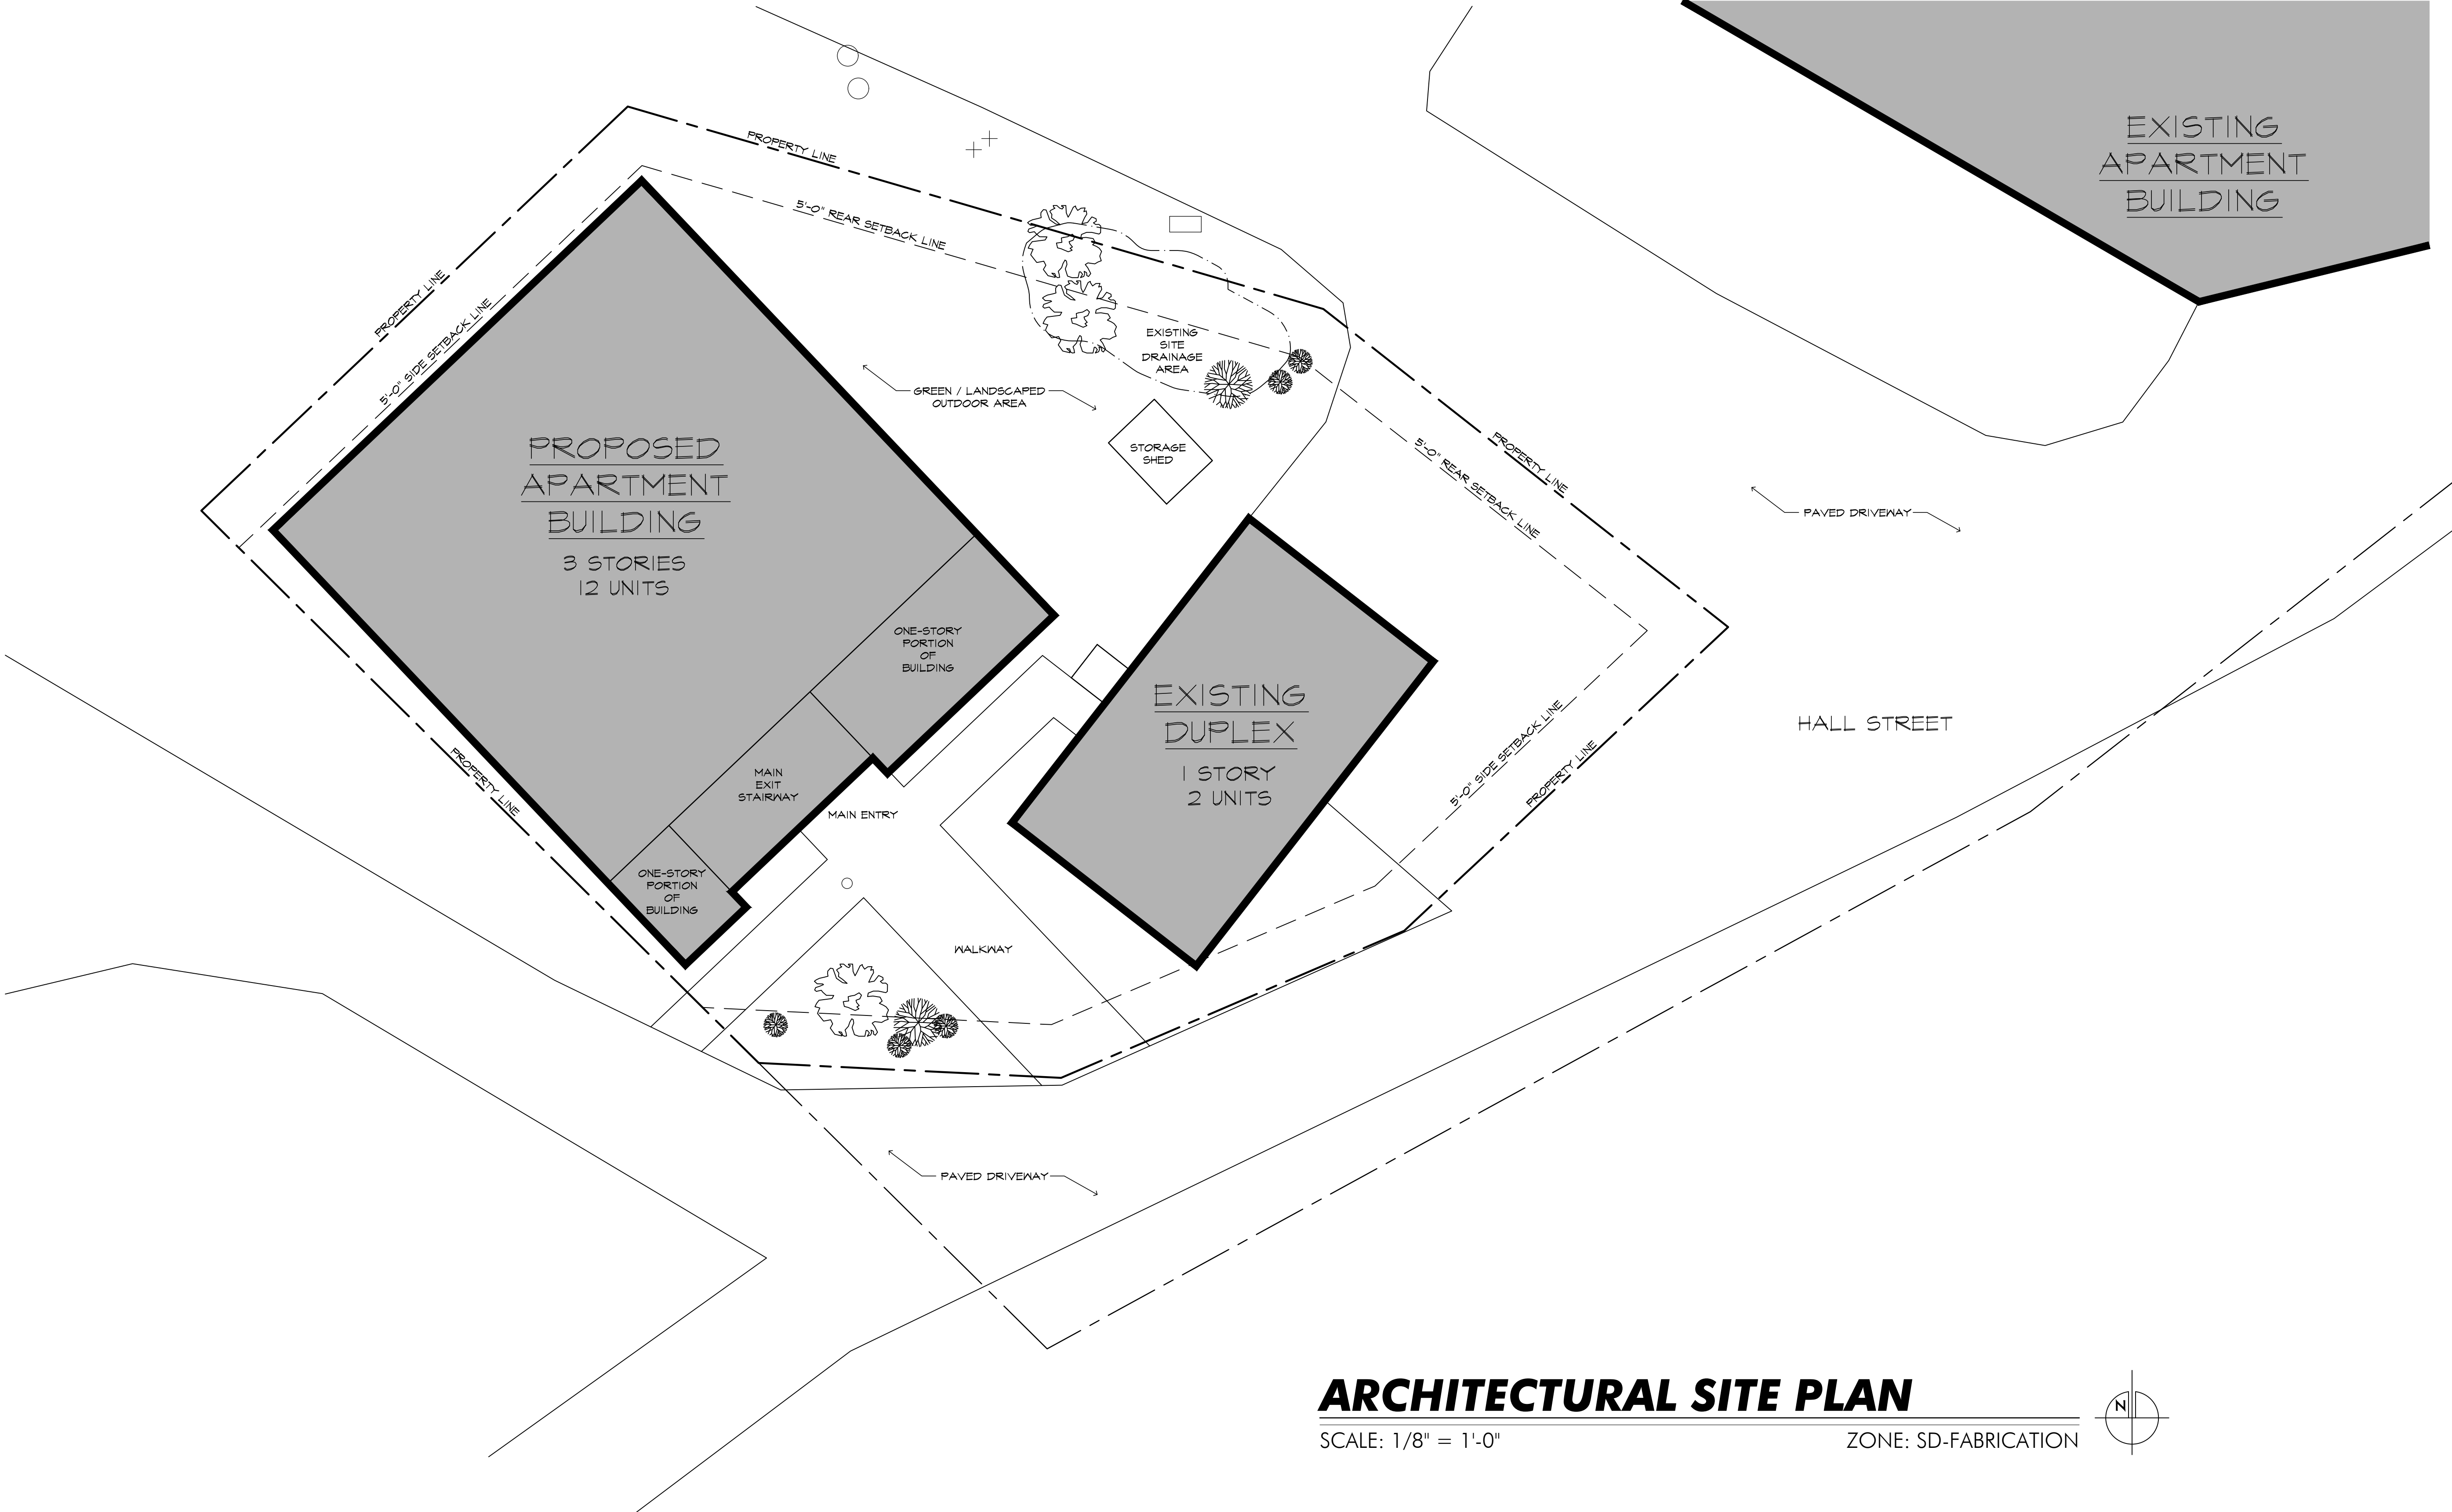 EXISTING
APARTMENT
BUILDING
PROPERTY LINE
5'-0" REAR SETBACK LINE
PROPERTY LINE
5'-0" SIDE SETBACK LINE
EXISTING
SITE
DRAINAGE
AREA
GREEN / LANDSCAPED
OUTDOOR AREA
STORAGE
SHED
PROPERTY LINE
5'-0" REAR SETBACK LINE
PAVED DRIVEWAY
PROPOSED
APARTMENT
BUILDING
3 STORIES
12 UNITS
ONE-STORY
PORTION
OF
BUILDING
EXISTING
DUPLEX
1 STORY
2 UNITS
HALL STREET
5'-0" SIDE SETBACK LINE
PROPERTY LINE
PROPERTY LINE
MAIN
EXIT
STAIRWAY
MAIN ENTRY
ONE-STORY
PORTION
OF
BUILDING
WALKWAY
PAVED DRIVEWAY
ARCHITECTURAL SITE PLAN
SCALE: 1/8" = 1'-0"
ZONE: SD-FABRICATION
N